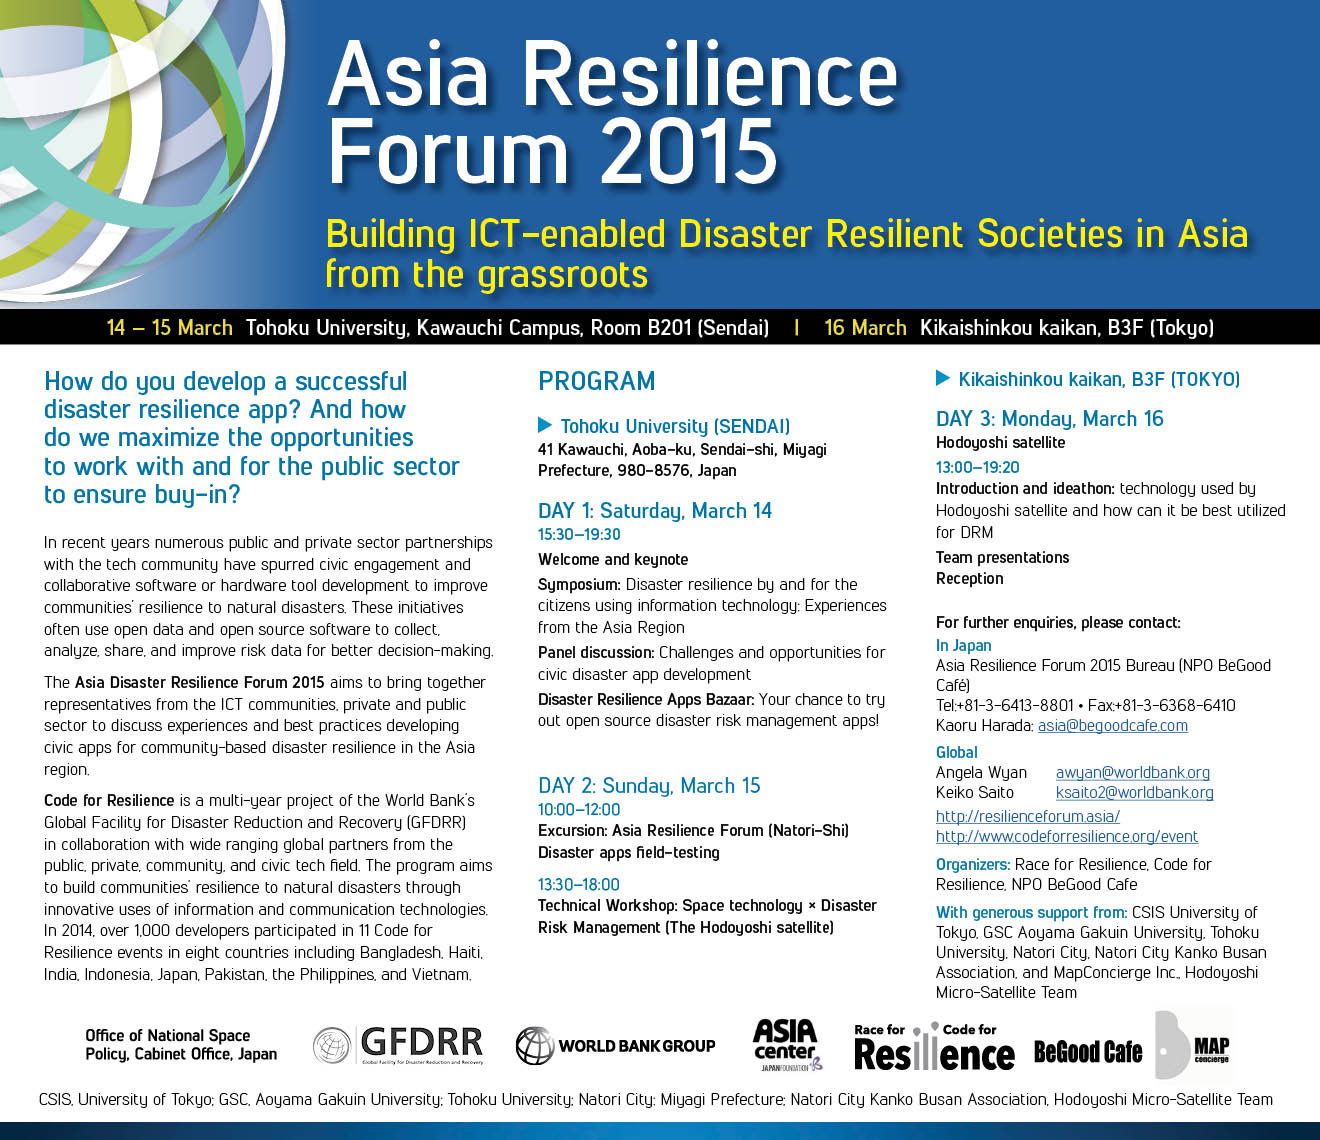 Asia Resilience
Forum 2015
Building ICT-enabled Disaster Resilient Societies in Asia
from the grassroots
14 – 15 March Tohoku University, Kawauchi Campus, Room B201 (Sendai) | 16 March Kikaishinkou kaikan, B3F (Tokyo)
How do you develop a successful
disaster resilience app? And how
do we maximize the opportunities
to work with and for the public sector
to ensure buy-in?
In recent years numerous public and private sector partnerships
with the tech community have spurred civic engagement and
collaborative software or hardware tool development to improve
communities' resilience to natural disasters. These initiatives
often use open data and open source software to collect,
analyze, share, and improve risk data for better decision-making.
The Asia Disaster Resilience Forum 2015 aims to bring together
representatives from the ICT communities, private and public
sector to discuss experiences and best practices developing
civic apps for community-based disaster resilience in the Asia
region.
Code for Resilience is a multi-year project of the World Bank's
Global Facility for Disaster Reduction and Recovery (GFDRR)
in collaboration with wide ranging global partners from the
public, private, community, and civic tech field. The program aims
to build communities' resilience to natural disasters through
innovative uses of information and communication technologies.
In 2014, over 1,000 developers participated in 11 Code for
Resilience events in eight countries including Bangladesh, Haiti,
India, Indonesia, Japan, Pakistan, the Philippines, and Vietnam.
PROGRAM
Tohoku University (SENDAI)
41 Kawauchi, Aoba-ku, Sendai-shi, Miyagi
Prefecture, 980-8576, Japan
DAY 1: Saturday, March 14
15:30–19:30
Welcome and keynote
Symposium: Disaster resilience by and for the
citizens using information technology: Experiences
from the Asia Region
Panel discussion: Challenges and opportunities for
civic disaster app development
Disaster Resilience Apps Bazaar: Your chance to try
out open source disaster risk management apps!
DAY 2: Sunday, March 15
10:00–12:00
Excursion: Asia Resilience Forum (Natori-Shi)
Disaster apps field-testing
13:30–18:00
Technical Workshop: Space technology × Disaster
Risk Management (The Hodoyoshi satellite)
Kikaishinkou kaikan, B3F (TOKYO)
DAY 3: Monday, March 16
Hodoyoshi satellite
13:00–19:20
Introduction and ideathon: technology used by
Hodoyoshi satellite and how can it be best utilized
for DRM
Team presentations
Reception
For further enquiries, please contact:
In Japan
Asia Resilience Forum 2015 Bureau (NPO BeGood
Café)
Tel:+81-3-6413-8801 • Fax:+81-3-6368-6410
Kaoru Harada: asia@begoodcafe.com
Global
Angela Wyan awyan@worldbank.org
Keiko Saito ksaito2@worldbank.org
http://resilienceforum.asia/
http://www.codeforresilience.org/event
Organizers: Race for Resilience, Code for
Resilience, NPO BeGood Cafe
With generous support from: CSIS University of
Tokyo, GSC Aoyama Gakuin University, Tohoku
University, Natori City, Natori City Kanko Busan
Association, and MapConcierge Inc., Hodoyoshi
Micro-Satellite Team
Office of National Space
Policy, Cabinet Office, Japan
GFDRR
Global Facility for Disaster Reduction and Recovery
WORLD BANK GROUP
ASIA
center
JAPAN FOUNDATION
Race for Code for
Resilience
BeGood Cafe
MAP
concierge
CSIS, University of Tokyo; GSC, Aoyama Gakuin University; Tohoku University; Natori City: Miyagi Prefecture; Natori City Kanko Busan Association, Hodoyoshi Micro-Satellite Team